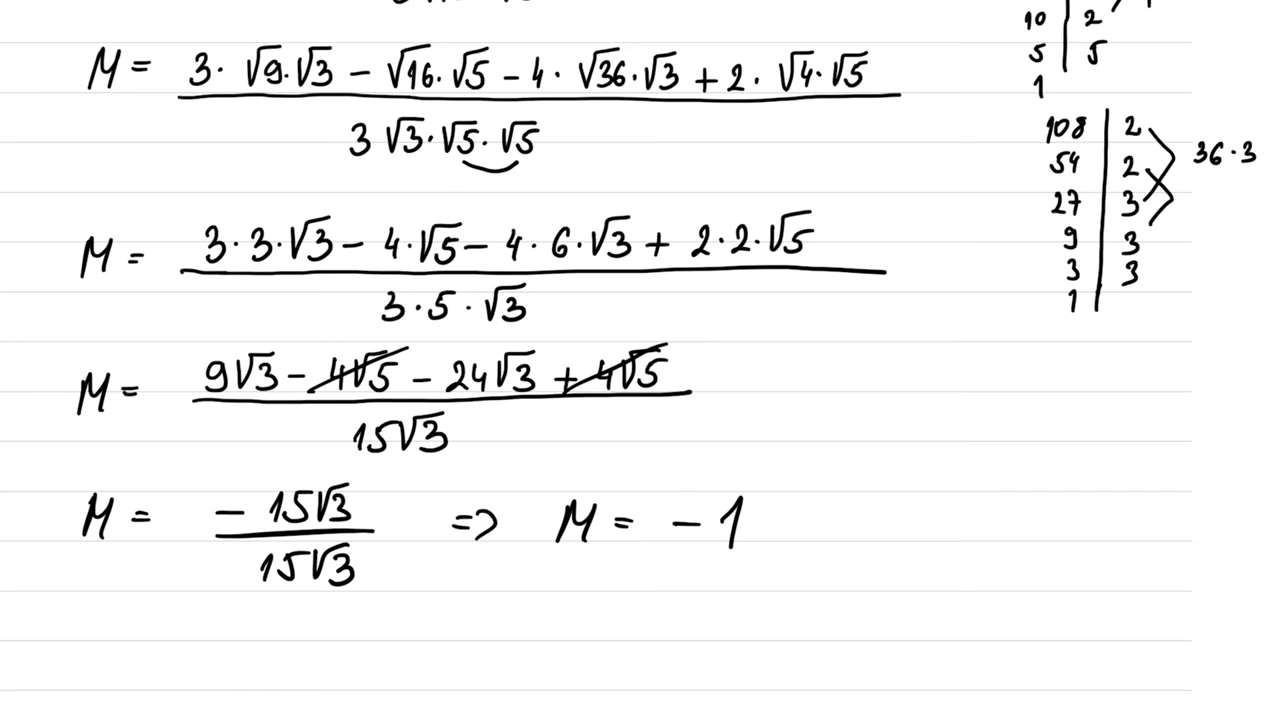 M = (3 · √9 · √3 − √16 · √5 − 4 · √36 · √3 + 2 · √4 · √5) / (3 √3 · √5 · √5)
M = (3 · 3 · √3 − 4 · √5 − 4 · 6 · √3 + 2 · 2 · √5) / (3 · 5 · √3)
M = (9√3 − 4√5 − 24√3 + 4√5) / (15√3)
M = (− 15√3) / (15√3) => M = − 1
10 | 2
5 | 5
1
108 | 2
54 | 2
27 | 3
9 | 3
3 | 3
1 |
36 · 3